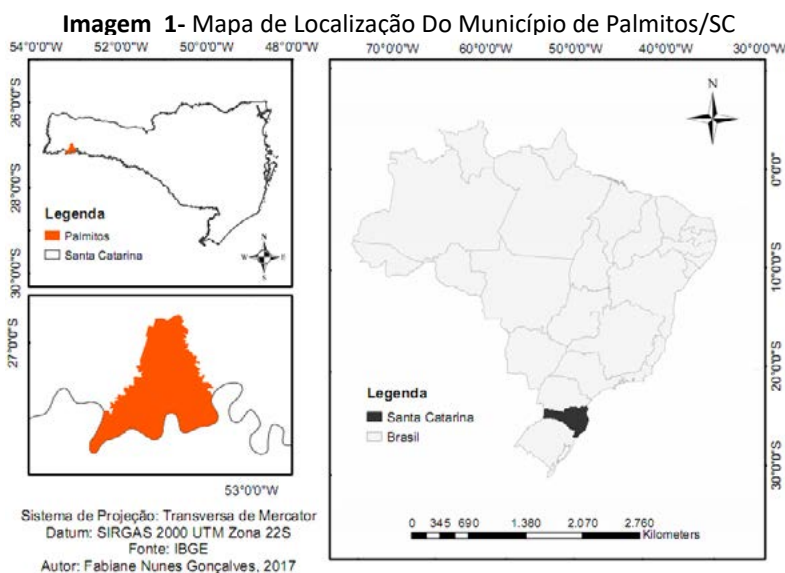 Imagem 1- Mapa de Localização Do Município de Palmitos/SC
54°0'0"W 52°0'0"W 50°0'0"W 48°0'0"W
26°0'0"S
28°0'0"S
30°0'0"S
Legenda
Palmitos
Santa Catarina
N
W E
S
27°0'0"S
53°0'0"W
Sistema de Projeção: Transversa de Mercator
Datum: SIRGAS 2000 UTM Zona 22S
Fonte: IBGE
Autor: Fabiane Nunes Gonçalves, 2017
70°0'0"W 60°0'0"W 50°0'0"W 40°0'0"W 30°0'0"W
N
0°0'0"
10°0'0"S
20°0'0"S
30°0'0"S
Legenda
Santa Catarina
Brasil
0 345 690 1.380 2.070 2.760
Kilometers